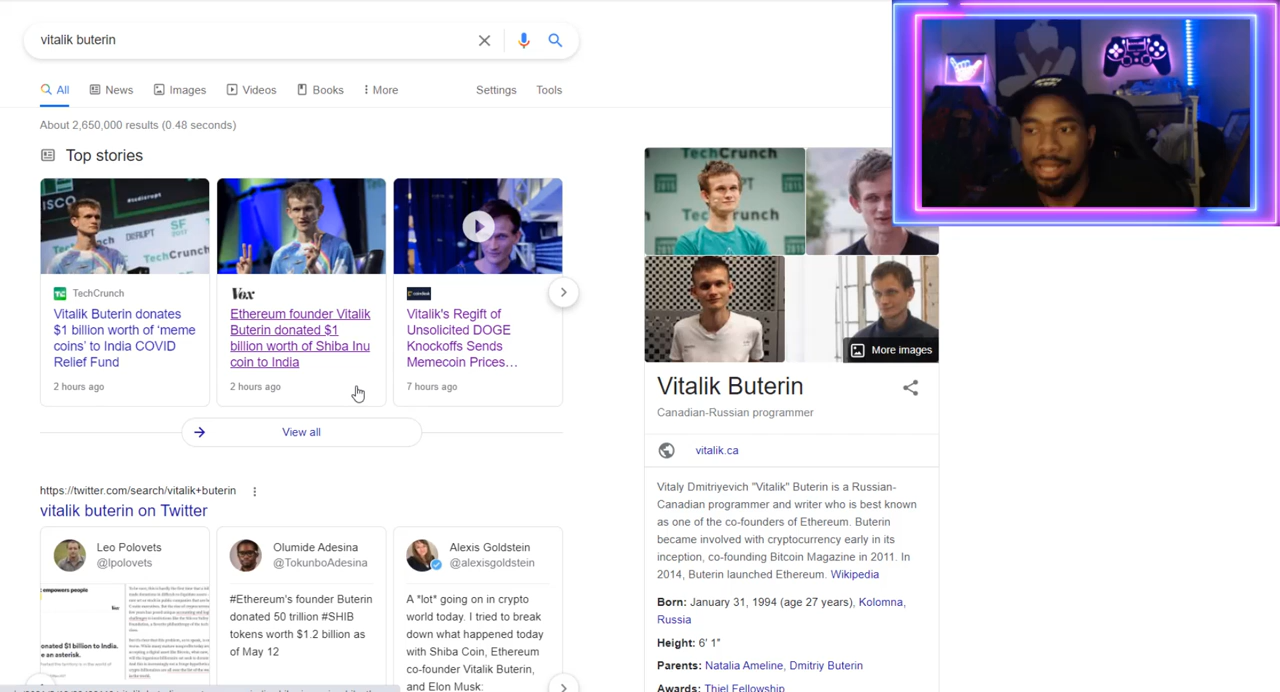 vitalik buterin
All
News
Images
Videos
Books
More
Settings
Tools
About 2,650,000 results (0.48 seconds)
Top stories
TechCrunch
Vitalik Buterin donates
$1 billion worth of ‘meme
coins’ to India COVID
Relief Fund
2 hours ago
Vox
Ethereum founder Vitalik
Buterin donated $1
billion worth of Shiba Inu
coin to India
2 hours ago
Vitalik's Regift of
Unsolicited DOGE
Knockoffs Sends
Memecoin Prices…
7 hours ago
View all
https://twitter.com/search/vitalik+buterin
vitalik buterin on Twitter
Leo Polovets
@lpolovets
empowers people
onated $1 billion to India.
e an asterisk.
Olumide Adesina
@TokunboAdesina
#Ethereum's founder Buterin
donated 50 trillion #SHIB
tokens worth $1.2 billion as
of May 12
Alexis Goldstein
@alexisgoldstein
A *lot* going on in crypto
world today. I tried to break
down what happened today
with Shiba Coin, Ethereum
co-founder Vitalik Buterin,
and Elon Musk:
TechCrunch
More images
Vitalik Buterin
Canadian-Russian programmer
vitalik.ca
Vitaly Dmitriyevich "Vitalik" Buterin is a Russian-
Canadian programmer and writer who is best known
as one of the co-founders of Ethereum. Buterin
became involved with cryptocurrency early in its
inception, co-founding Bitcoin Magazine in 2011. In
2014, Buterin launched Ethereum. Wikipedia
Born: January 31, 1994 (age 27 years), Kolomna,
Russia
Height: 6′ 1″
Parents: Natalia Ameline, Dmitriy Buterin
Awards: Thiel Fellowship